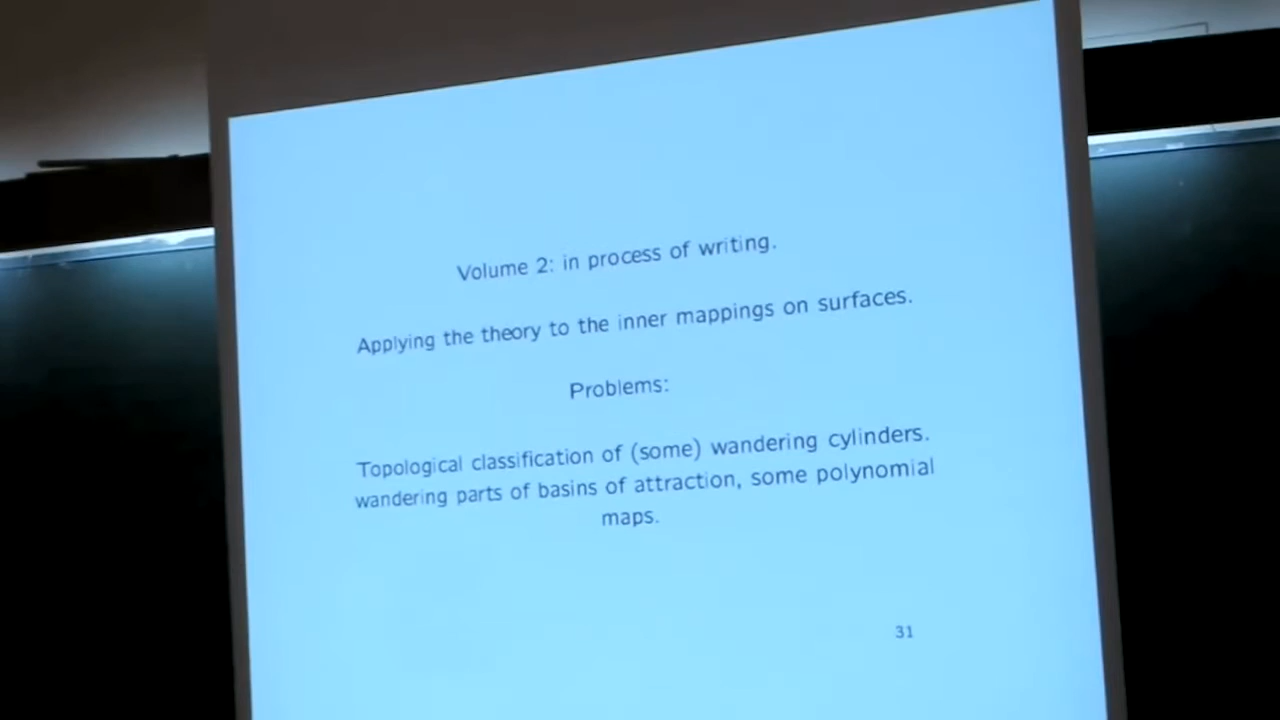 Volume 2: in process of writing.
Applying the theory to the inner mappings on surfaces.
Problems:
Topological classification of (some) wandering cylinders.
wandering parts of basins of attraction, some polynomial
maps.
31